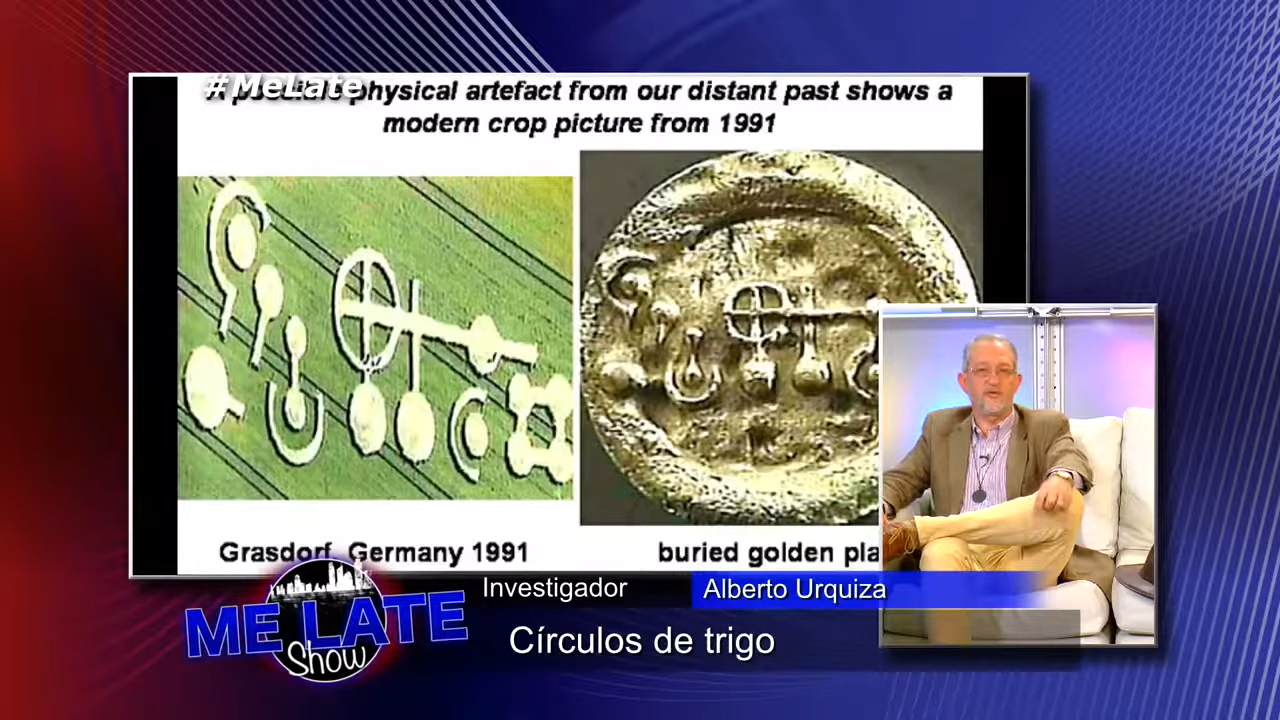 #MeLate
physical artefact from our distant past shows a
modern crop picture from 1991
Grasdorf, Germany 1991
buried golden pla
Investigador
Alberto Urquiza
ME LATE
Show
Círculos de trigo